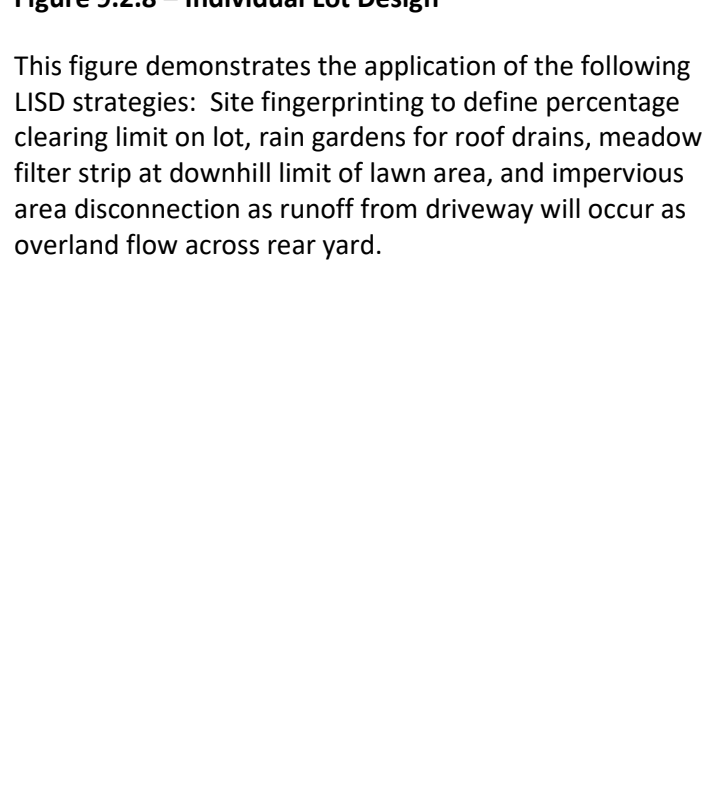 Figure 9.2.8 – Individual Lot Design
This figure demonstrates the application of the following
LISD strategies:  Site fingerprinting to define percentage
clearing limit on lot, rain gardens for roof drains, meadow
filter strip at downhill limit of lawn area, and impervious
area disconnection as runoff from driveway will occur as
overland flow across rear yard.